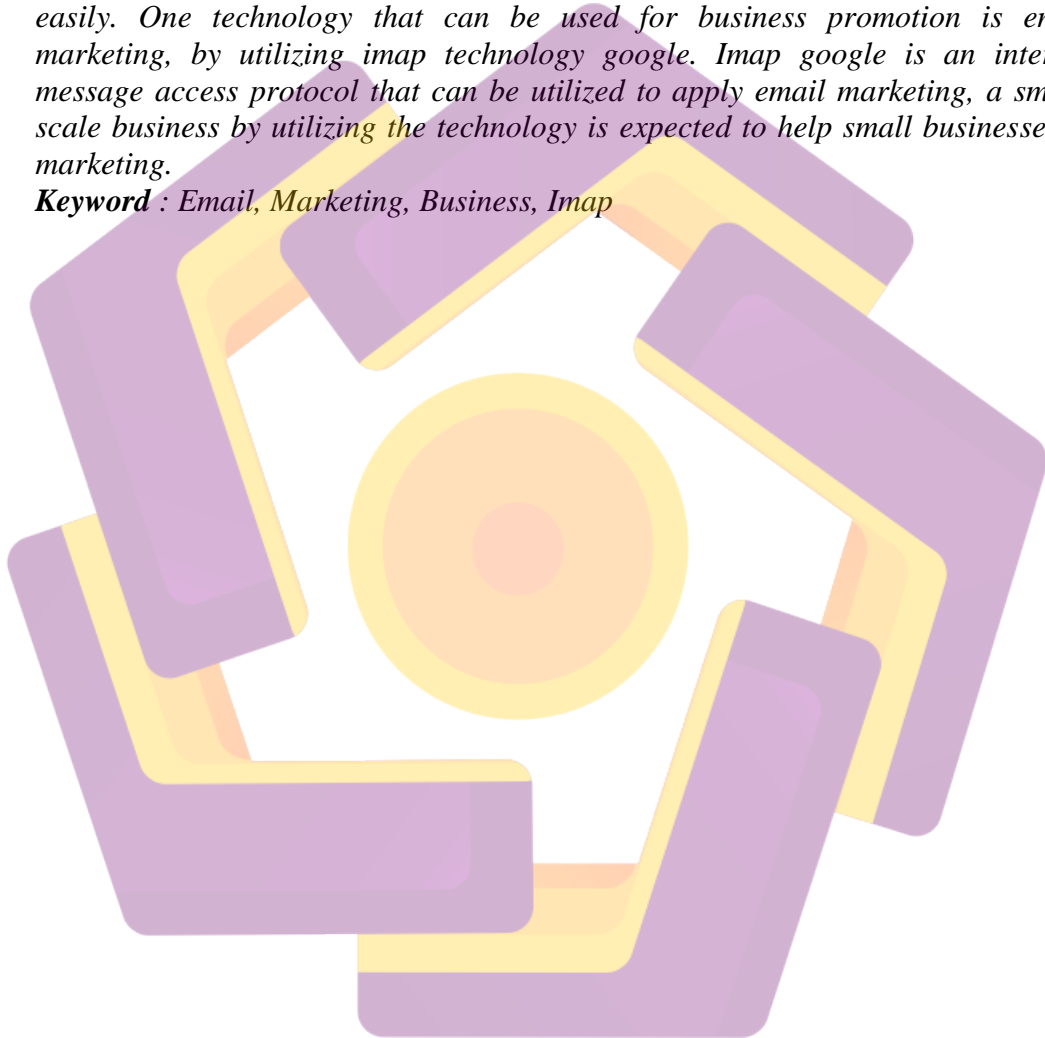 easily. One technology that can be used for business promotion is
marketing, by utilizing imap technology google. Imap google is an
message access protocol that can be utilized to apply email marketing, a
scale business by utilizing the technology is expected to help small
marketing.
Keyword : Email, Marketing, Business, Imap